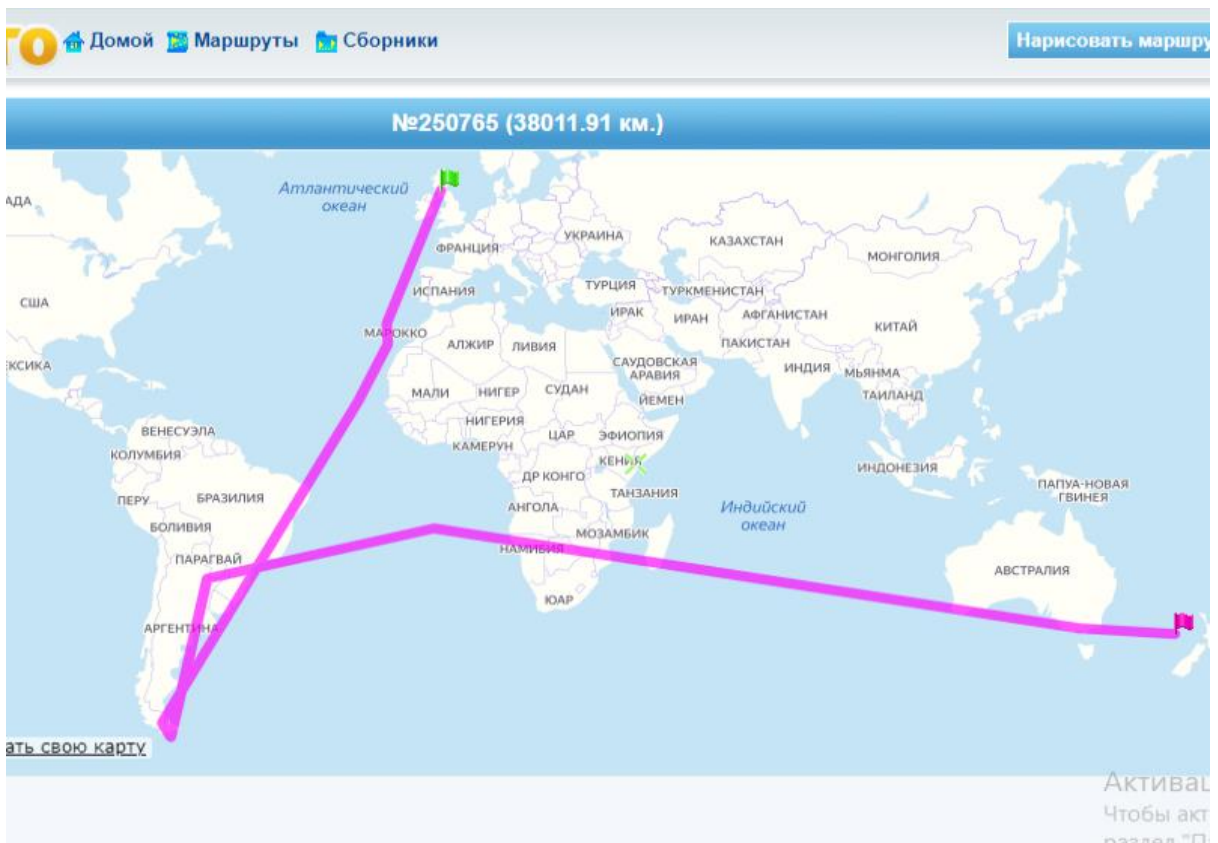 ГО Домой Маршруты Сборники
Нарисовать маршру
№250765 (38011.91 км.)
Атлантический
океан
АДА
УКРАИНА
ФРАНЦИЯ
КАЗАХСТАН
МОНГОЛИЯ
ИСПАНИЯ
ТУРЦИЯ
ТУРКМЕНИСТАН
США
ИРАК
ИРАН
АФГАНИСТАН
КИТАЙ
МАРОККО
АЛЖИР
ЛИВИЯ
ПАКИСТАН
САУДОВСКАЯ
АРАВИЯ
ИНДИЯ
МЬЯНМА
ЕКСИКА
МАЛИ
НИГЕР
СУДАН
ЙЕМЕН
ТАИЛАНД
НИГЕРИЯ
ВЕНЕСУЭЛА
ЦАР
ЭФИОПИЯ
КАМЕРУН
КОЛУМБИЯ
КЕНИЯ
ИНДОНЕЗИЯ
ДР КОНГО
ПАПУА-НОВАЯ
ГВИНЕЯ
ПЕРУ
БРАЗИЛИЯ
ТАНЗАНИЯ
АНГОЛА
Индийский
океан
БОЛИВИЯ
МОЗАМБИК
НАМИБИЯ
ПАРАГВАЙ
АВСТРАЛИЯ
ЮАР
АРГЕНТИНА
ать свою карту
Активац
Чтобы акт
раздел "П